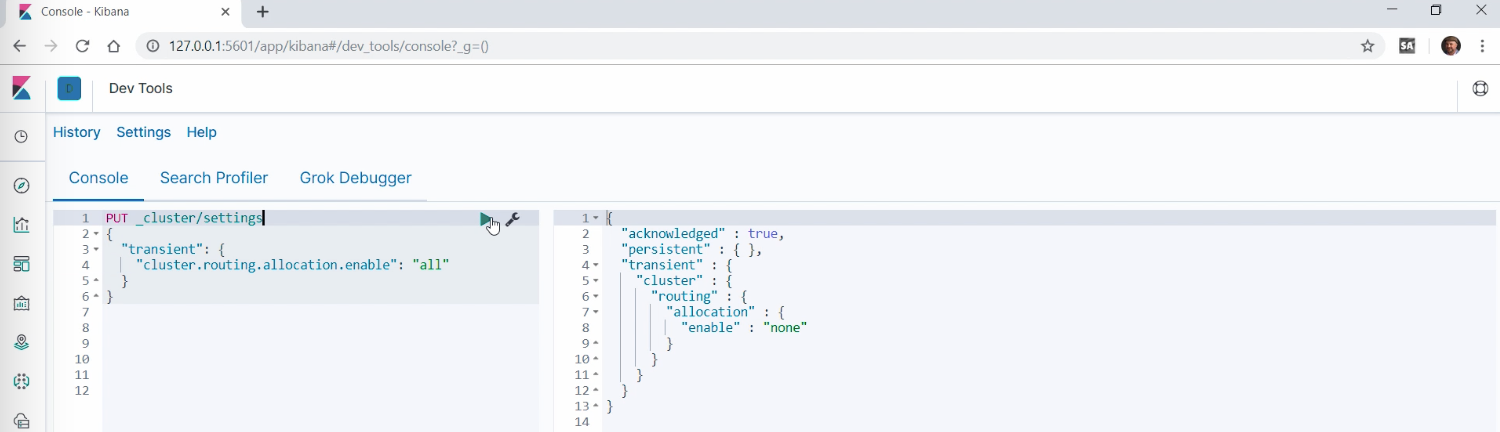 Console - Kibana
127.0.0.1:5601/app/kibana#/dev_tools/console?_g=()
SA
D
Dev Tools
History Settings Help
Console Search Profiler Grok Debugger
1 PUT _cluster/settings
2 {
3 "transient": {
4 "cluster.routing.allocation.enable": "all"
5 }
6 }
7
8
9
10
11
12
1 {
2 "acknowledged" : true,
3 "persistent" : { },
4 "transient" : {
5 "cluster" : {
6 "routing" : {
7 "allocation" : {
8 "enable" : "none"
9 }
10 }
11 }
12 }
13 }
14